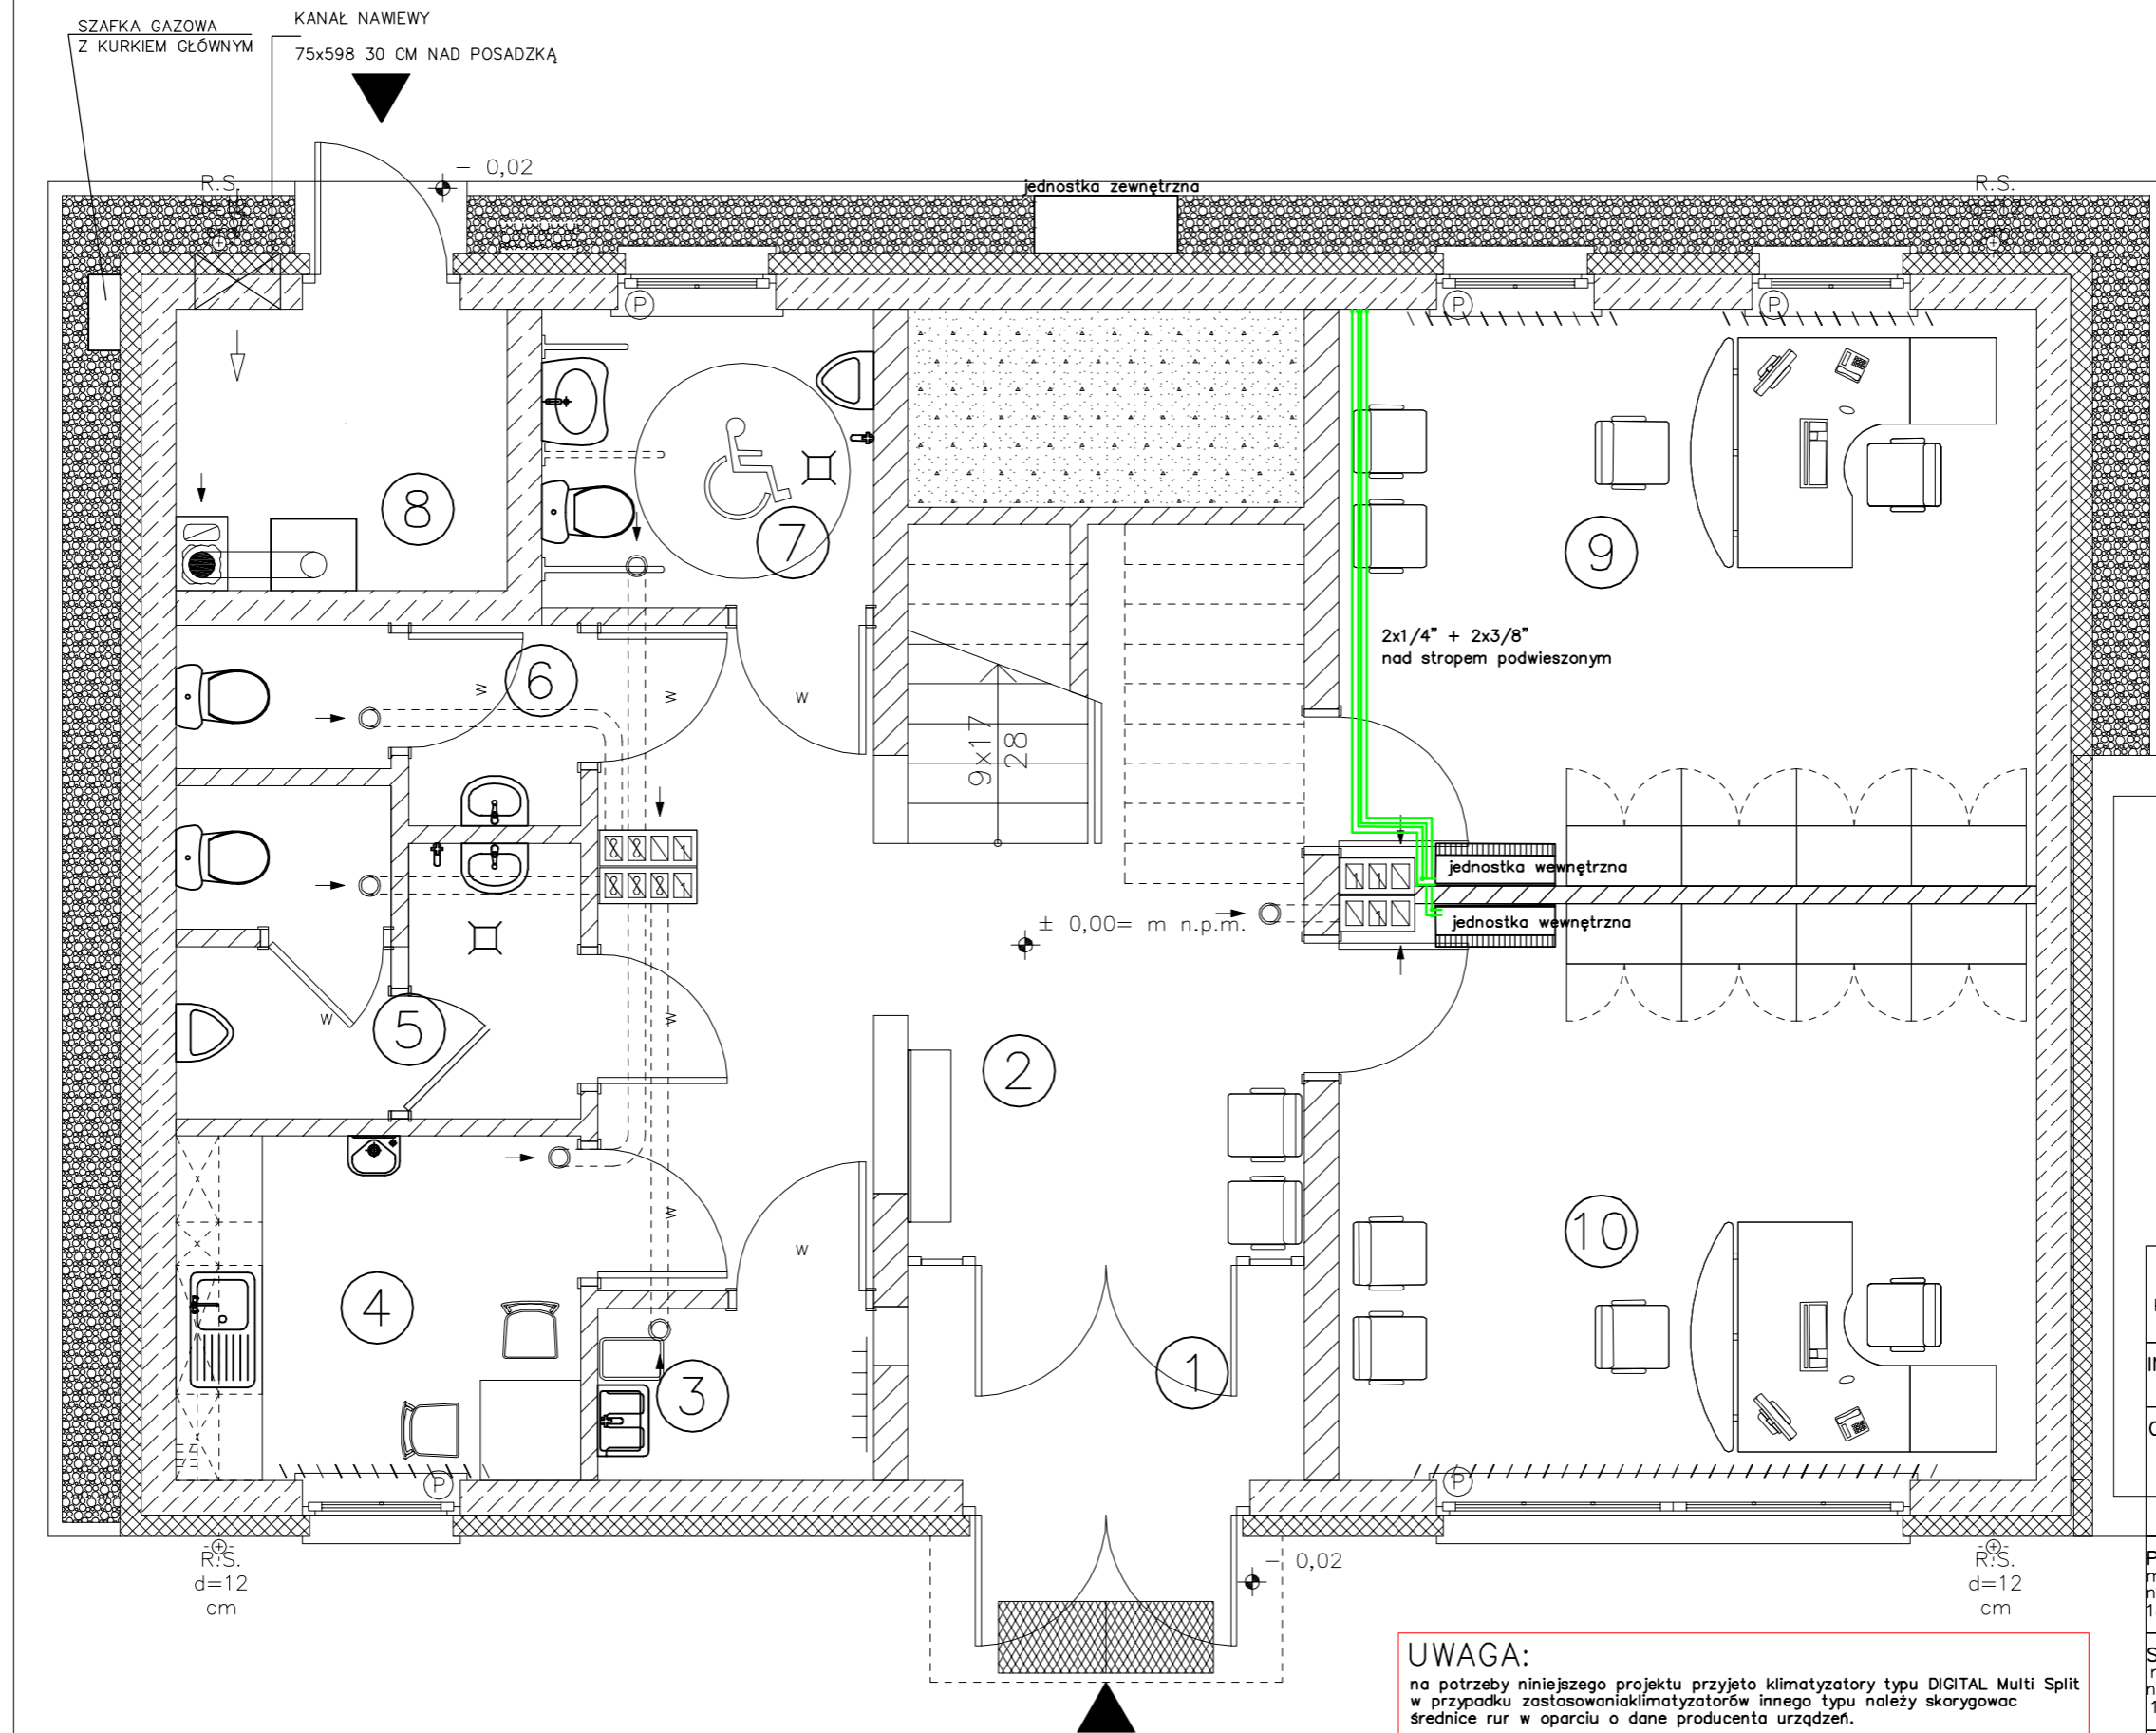 SZAFKA GAZOWA
Z KURKIEM GŁÓWNYM
KANAŁ NAWIEWY
75x598 30 CM NAD POSADZKĄ
- 0,02
R.S.
jednostka zewnętrzna
R.S.
P
P
P
8
7
9
2x1/4" + 2x3/8"
nad stropem podwieszonym
6
W
W
W
9x17
28
jednostka wewnętrzna
± 0,00= m n.p.m.
jednostka wewnętrzna
5
W
W
2
W
W
10
4
1
3
P
P
R.S.
d=12
cm
- 0,02
R.S.
d=12
cm
UWAGA:
na potrzeby niniejszego projektu przyjeto klimatyzatory typu DIGITAL Multi Split
w przypadku zastosowaniaklimatyzatorów innego typu należy skorygowac
średnice rur w oparciu o dane producenta urządzeń.